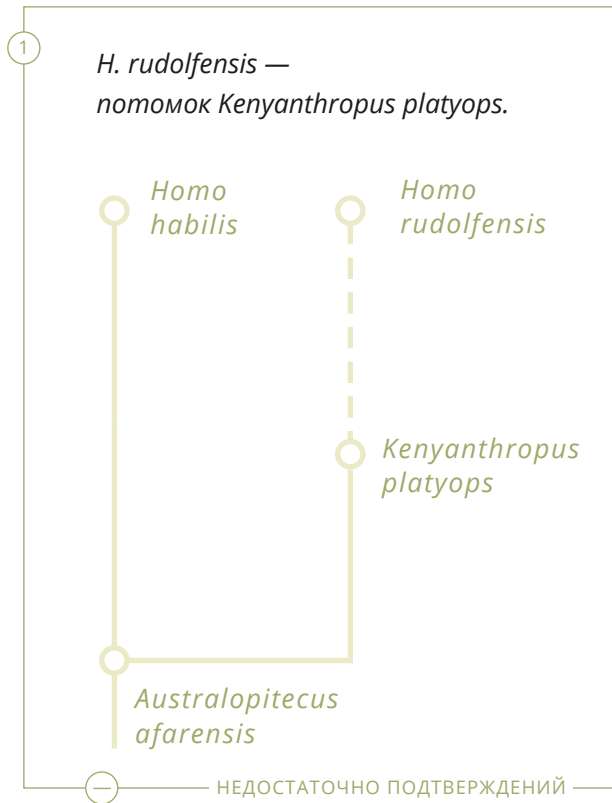 1
H. rudolfensis —
потомок Kenyanthropus platyops.
Homo
habilis
Homo
rudolfensis
Kenyanthropus
platyops
Australopitecus
afarensis
НЕДОСТАТОЧНО ПОДТВЕРЖДЕНИЙ